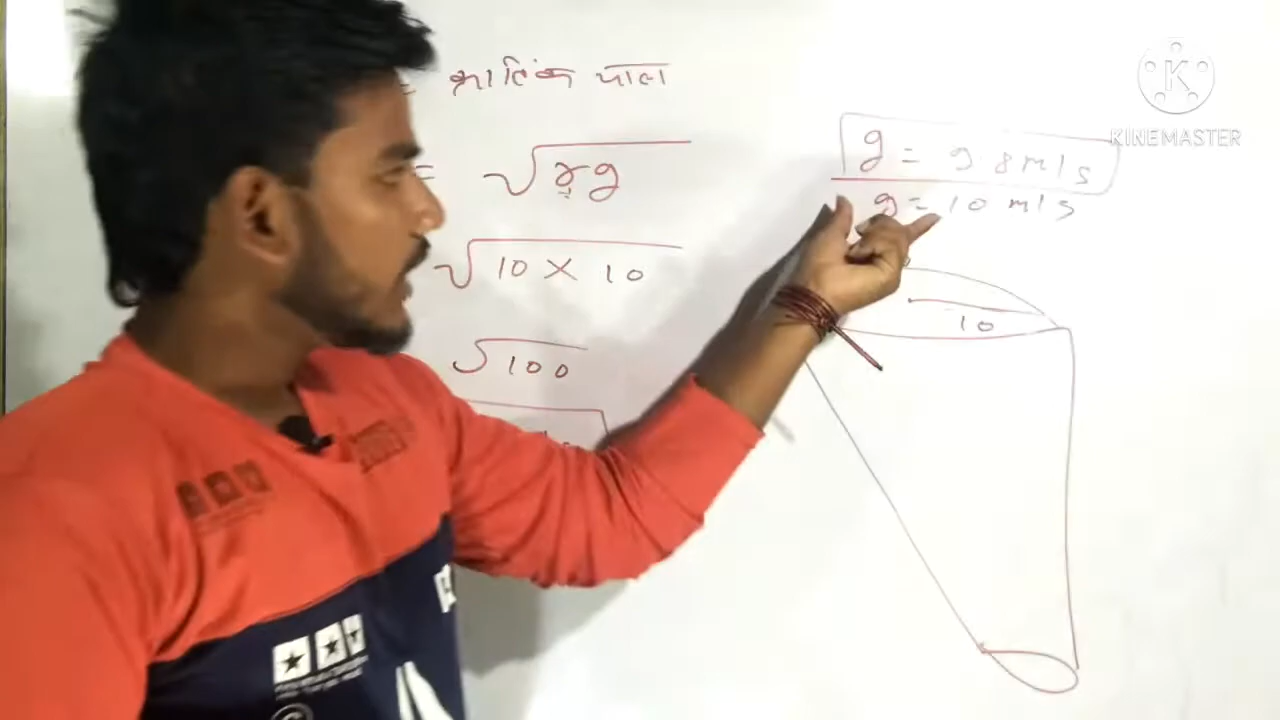 = क्रांतिक चाल
= √rg
√10 × 10
√100
g = 9.8 m/s
g = 10 m/s
10
KINEMASTER